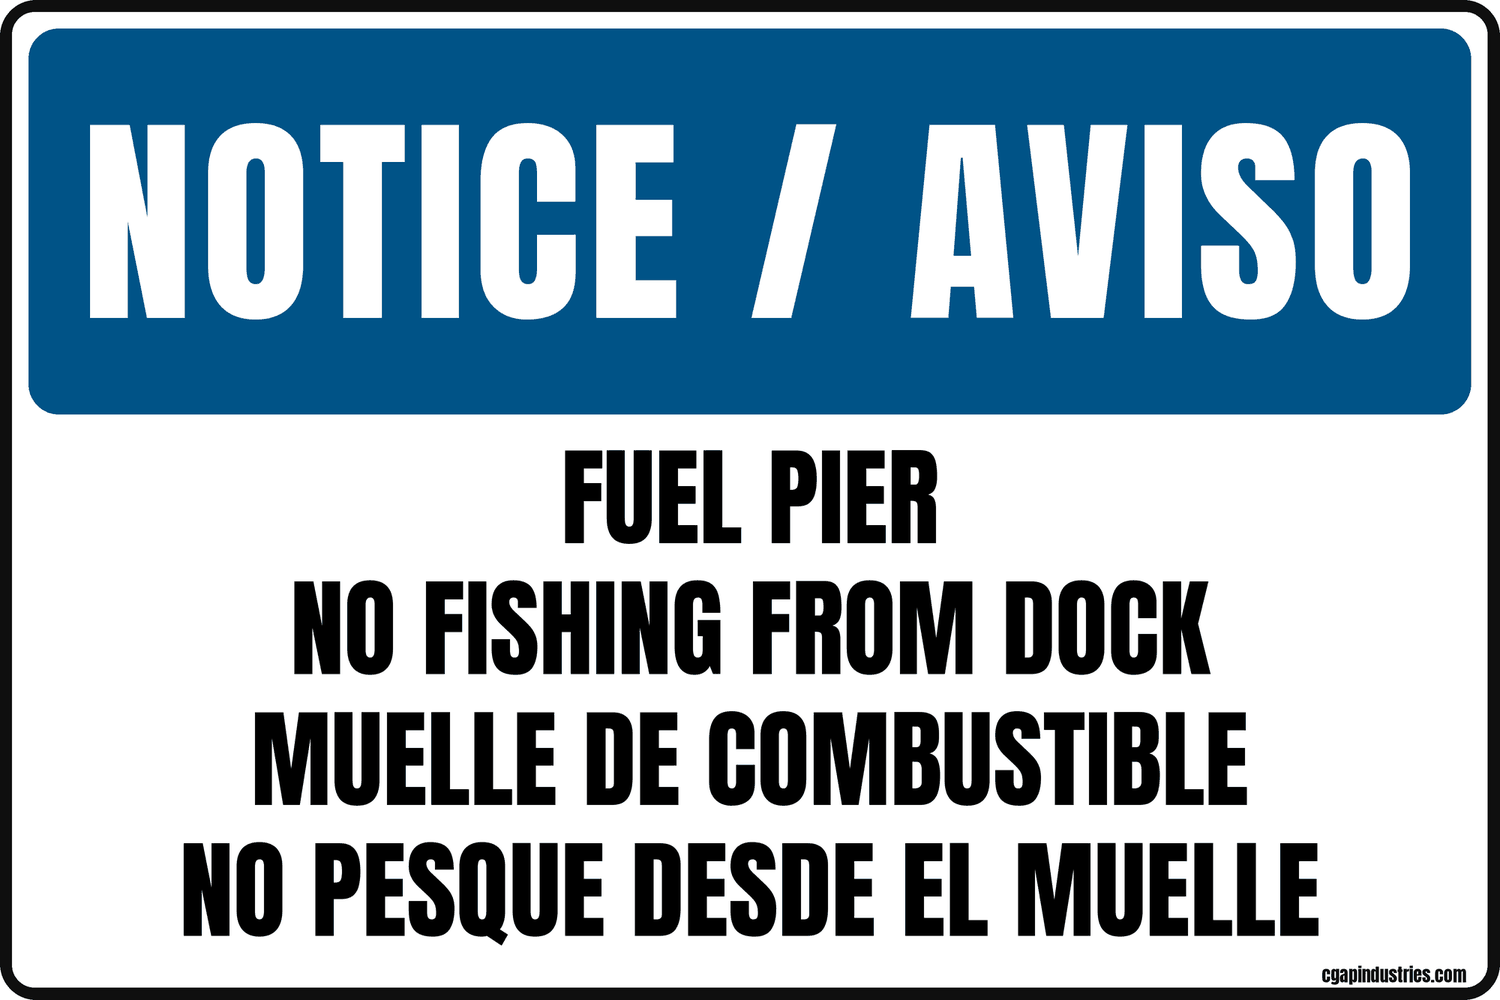 NOTICE / AVISO
FUEL PIER
NO FISHING FROM DOCK
MUELLE DE COMBUSTIBLE
NO PESQUE DESDE EL MUELLE
cgapindustries.com